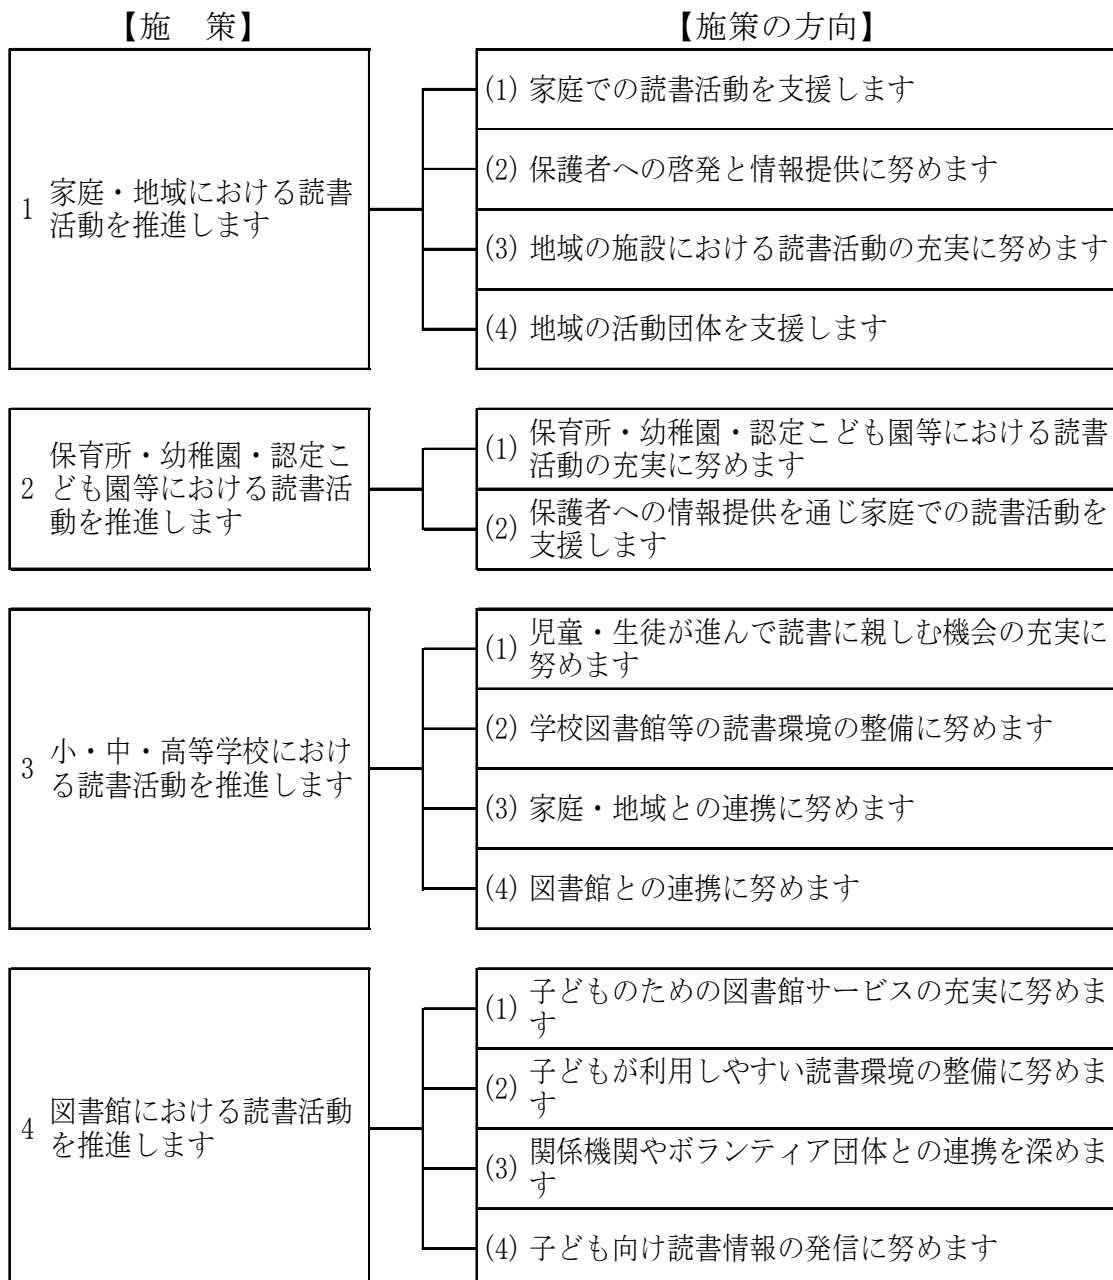 【施　策】
【施策の方向】
1 家庭・地域における読書
活動を推進します
(1) 家庭での読書活動を支援します
(2) 保護者への啓発と情報提供に努めます
(3) 地域の施設における読書活動の充実に努めます
(4) 地域の活動団体を支援します
2 保育所・幼稚園・認定こ
ども園等における読書活
動を推進します
(1) 保育所・幼稚園・認定こども園等における読書
活動の充実に努めます
(2) 保護者への情報提供を通じ家庭での読書活動を
支援します
3 小・中・高等学校におけ
る読書活動を推進します
(1) 児童・生徒が進んで読書に親しむ機会の充実に
努めます
(2) 学校図書館等の読書環境の整備に努めます
(3) 家庭・地域との連携に努めます
(4) 図書館との連携に努めます
4 図書館における読書活動
を推進します
(1) 子どものための図書館サービスの充実に努めま
す
(2) 子どもが利用しやすい読書環境の整備に努めま
す
(3) 関係機関やボランティア団体との連携を深めま
す
(4) 子ども向け読書情報の発信に努めます